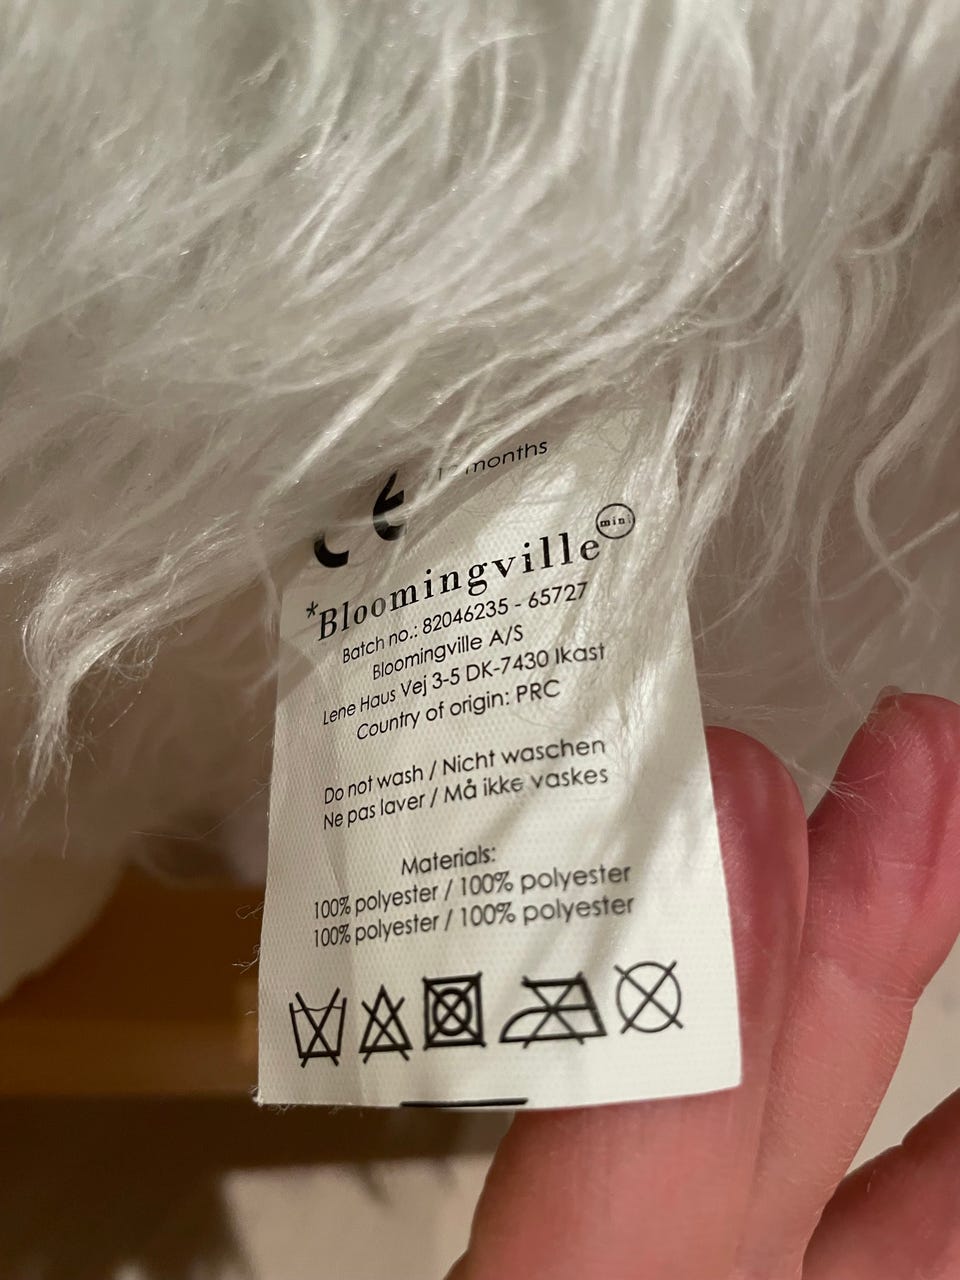 months
CE
*Bloomingville mini
Batch no.: 82046235 - 65727
Bloomingville A/S
Lene Haus Vej 3-5 DK-7430 Ikast
Country of origin: PRC
Do not wash / Nicht waschen
Ne pas laver / Må ikke vaskes
Materials:
100% polyester / 100% polyester
100% polyester / 100% polyester